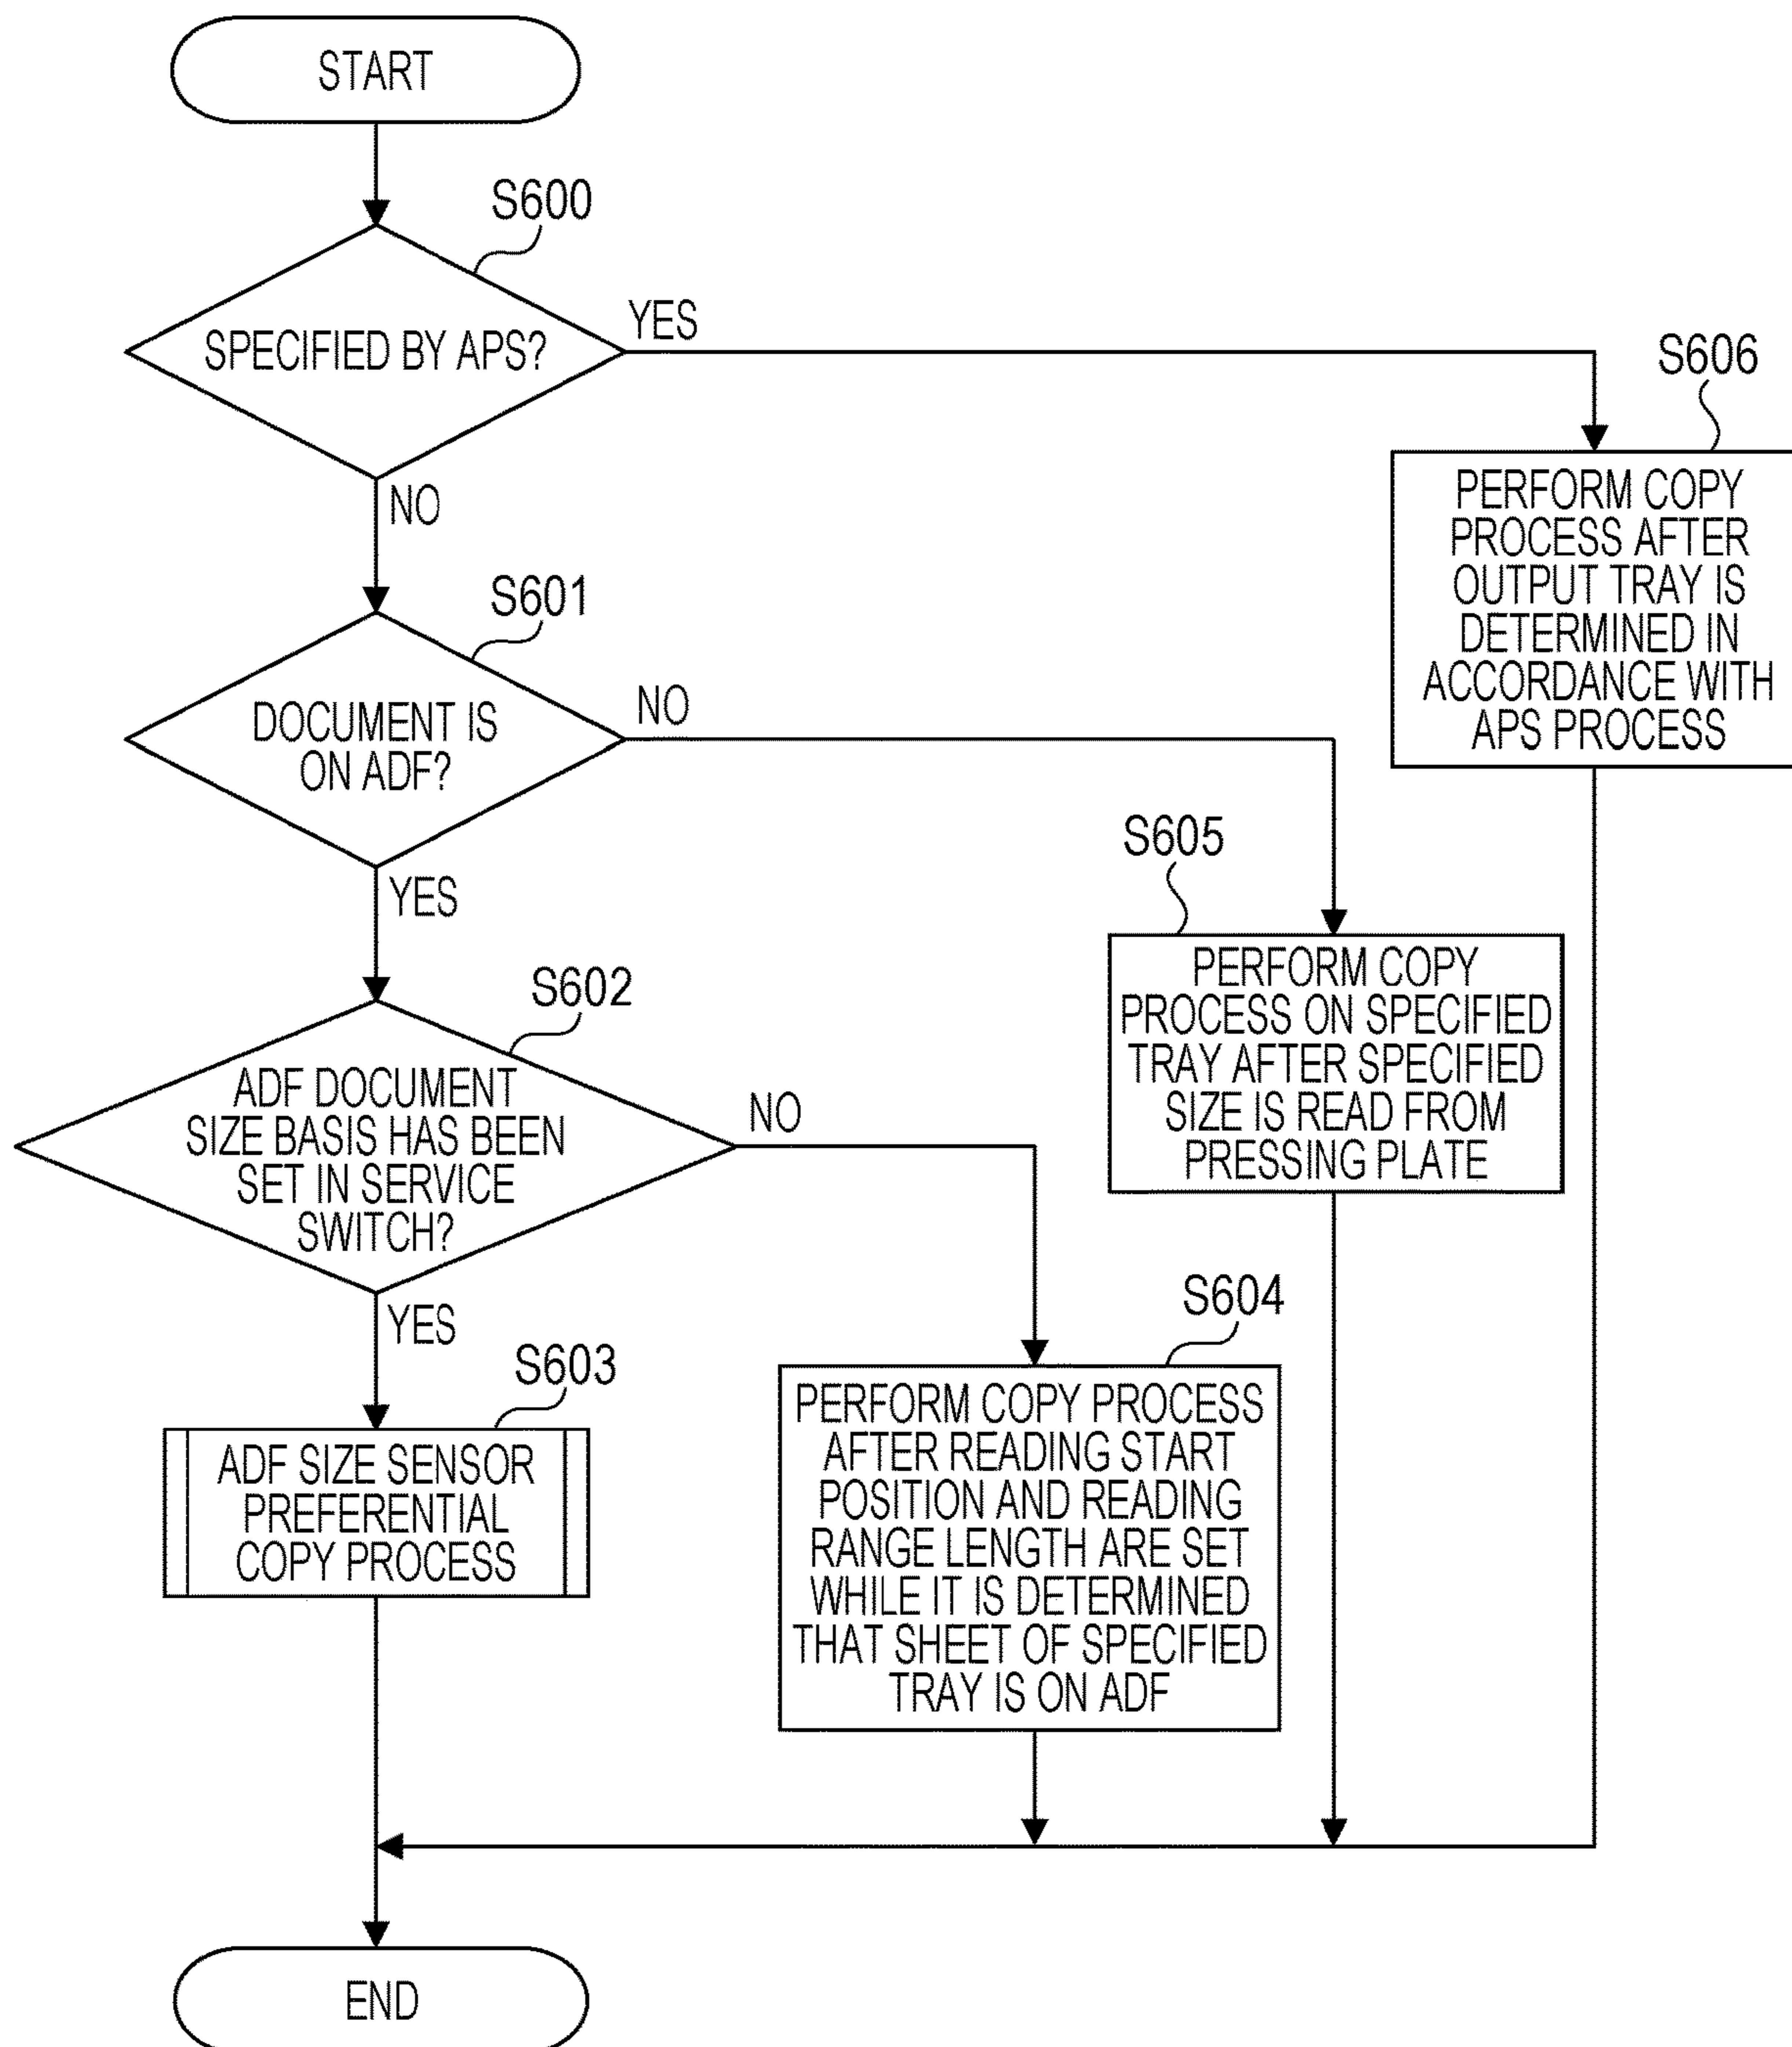 START
S600
SPECIFIED BY APS?
YES
NO
S606
PERFORM COPY
PROCESS AFTER
OUTPUT TRAY IS
DETERMINED IN
ACCORDANCE WITH
APS PROCESS
S601
DOCUMENT IS
ON ADF?
NO
YES
S605
PERFORM COPY
PROCESS ON SPECIFIED
TRAY AFTER SPECIFIED
SIZE IS READ FROM
PRESSING PLATE
S602
ADF DOCUMENT
SIZE BASIS HAS BEEN
SET IN SERVICE
SWITCH?
NO
YES
S604
PERFORM COPY PROCESS
AFTER READING START
POSITION AND READING
RANGE LENGTH ARE SET
WHILE IT IS DETERMINED
THAT SHEET OF SPECIFIED
TRAY IS ON ADF
S603
ADF SIZE SENSOR
PREFERENTIAL
COPY PROCESS
END